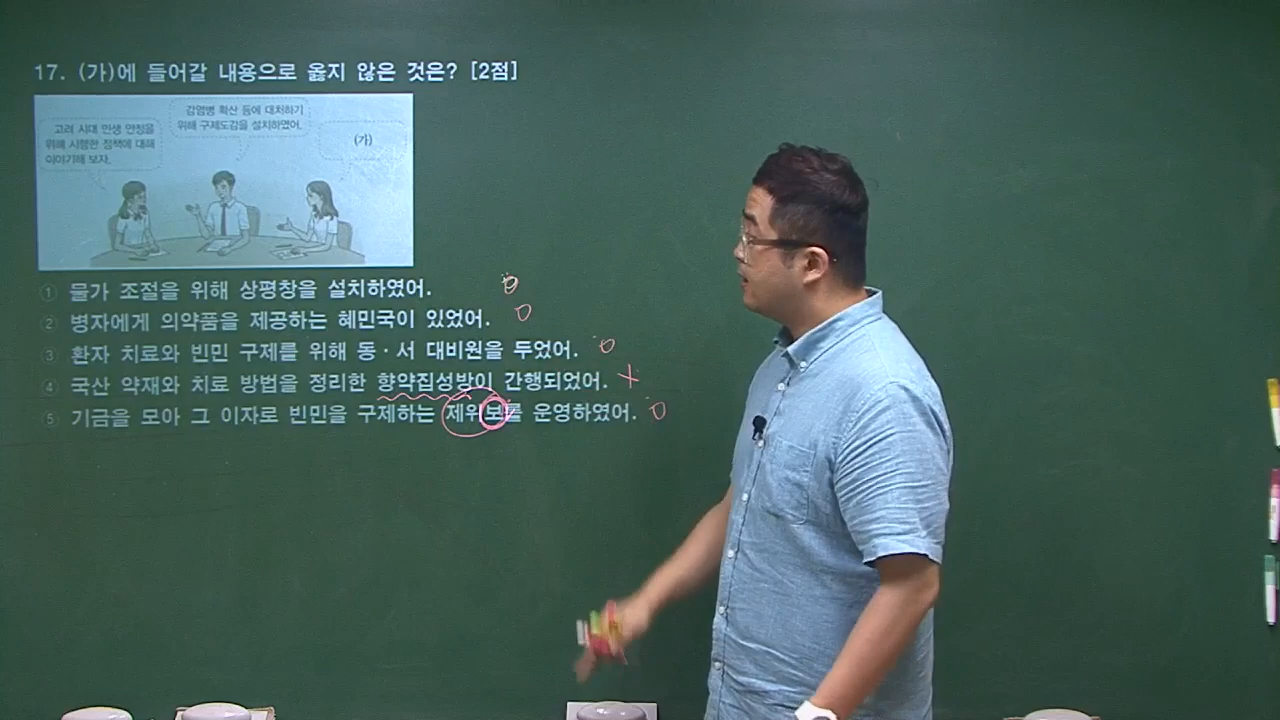 17. (가)에 들어갈 내용으로 옳지 않은 것은? [2점]
고려 시대 민생 안정을
위해 시행한 정책에 대해
이야기해 보자.
감염병 확산 등에 대처하기
위해 구제도감을 설치하였어.
(가)
① 물가 조절을 위해 상평창을 설치하였어.
② 병자에게 의약품을 제공하는 혜민국이 있었어.
③ 환자 치료와 빈민 구제를 위해 동·서 대비원을 두었어.
④ 국산 약재와 치료 방법을 정리한 향약집성방이 간행되었어.
⑤ 기금을 모아 그 이자로 빈민을 구제하는 제위보를 운영하였어.